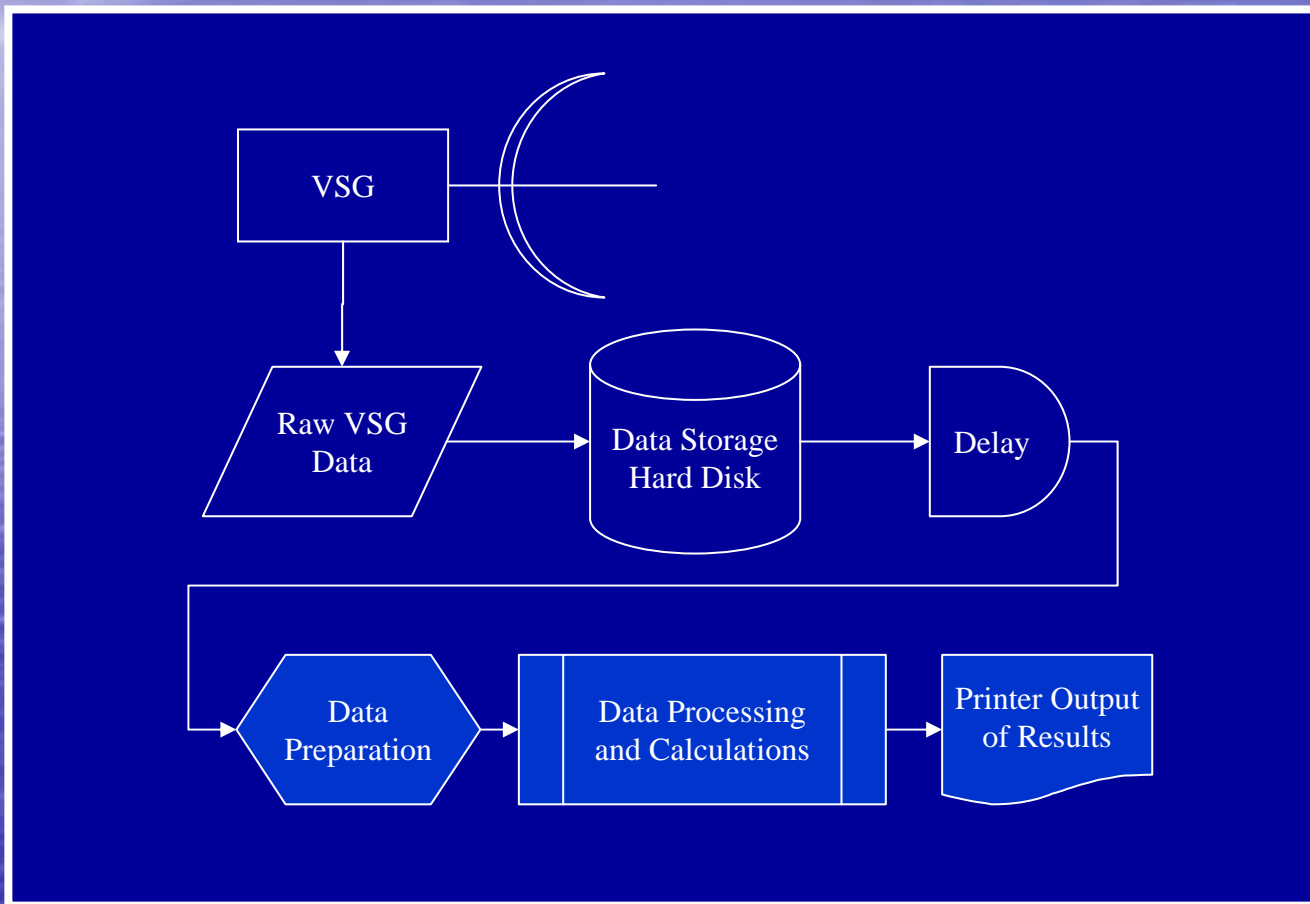 VSG
Raw VSG
Data
Data Storage
Hard Disk
Delay
Data
Preparation
Data Processing
and Calculations
Printer Output
of Results